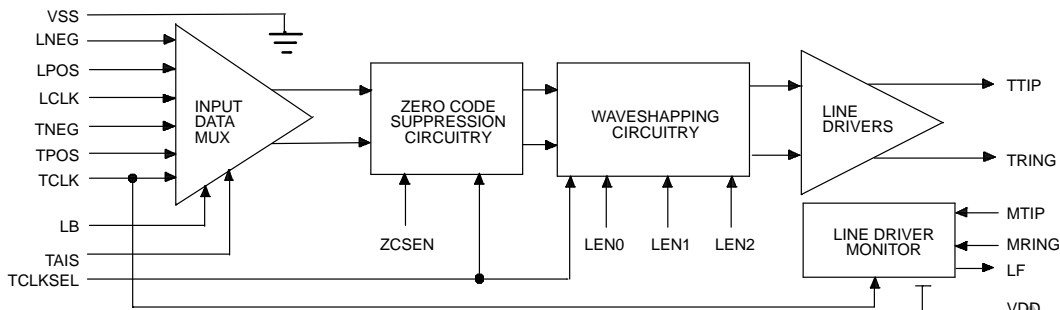 VSS
LNEG
LPOS
LCLK
TNEG
TPOS
TCLK
LB
TAIS
TCLKSEL
INPUT
DATA
MUX
ZERO CODE
SUPPRESSION
CIRCUITRY
ZCSEN
WAVESHAPPING
CIRCUITRY
LEN0
LEN1
LEN2
LINE
DRIVERS
TTIP
TRING
LINE DRIVER
MONITOR
MTIP
MRING
LF
VDD